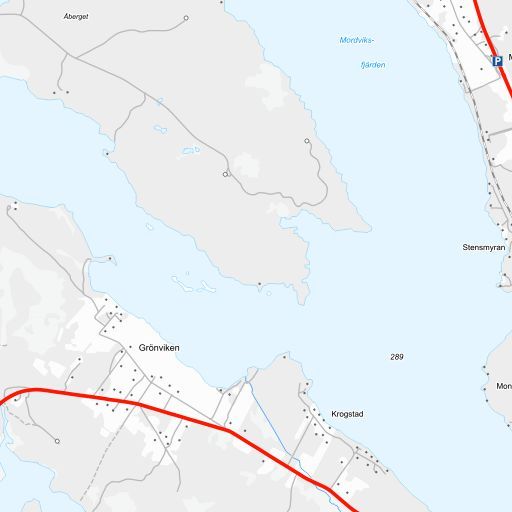 Åberget
Mordviks-
fjärden
P
M
Stensmyran
Grönviken
289
Mon
Krogstad